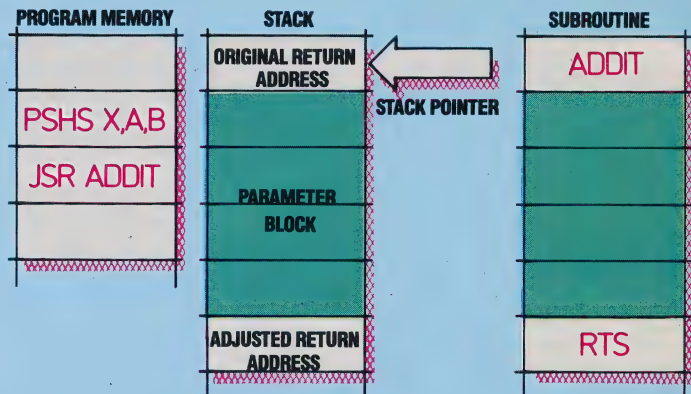 PROGRAM MEMORY
PSHS X,A,B
JSR ADDIT
STACK
ORIGINAL RETURN
ADDRESS
PARAMETER
BLOCK
ADJUSTED RETURN
ADDRESS
STACK POINTER
SUBROUTINE
ADDIT
RTS